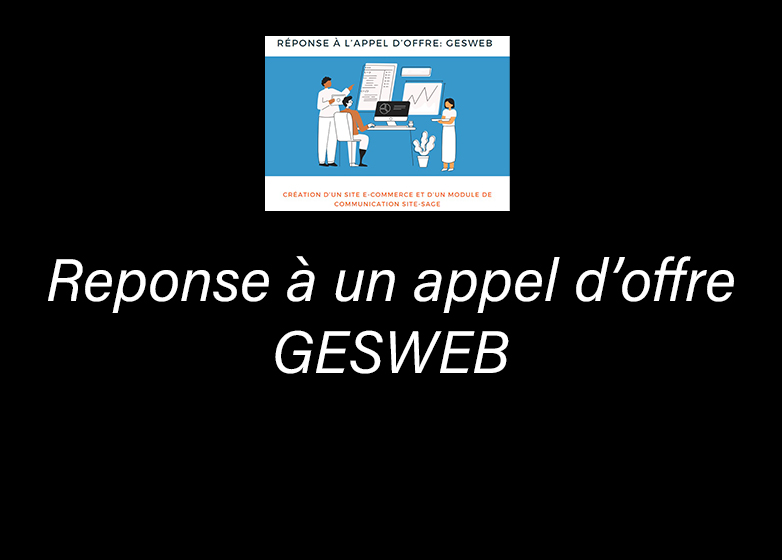 RÉPONSE À L'APPEL D'OFFRE: GESWEB
CRÉATION D'UN SITE E-COMMERCE ET D'UN MODULE DE
COMMUNICATION SITE-SAGE
Reponse à un appel d’offre
GESWEB